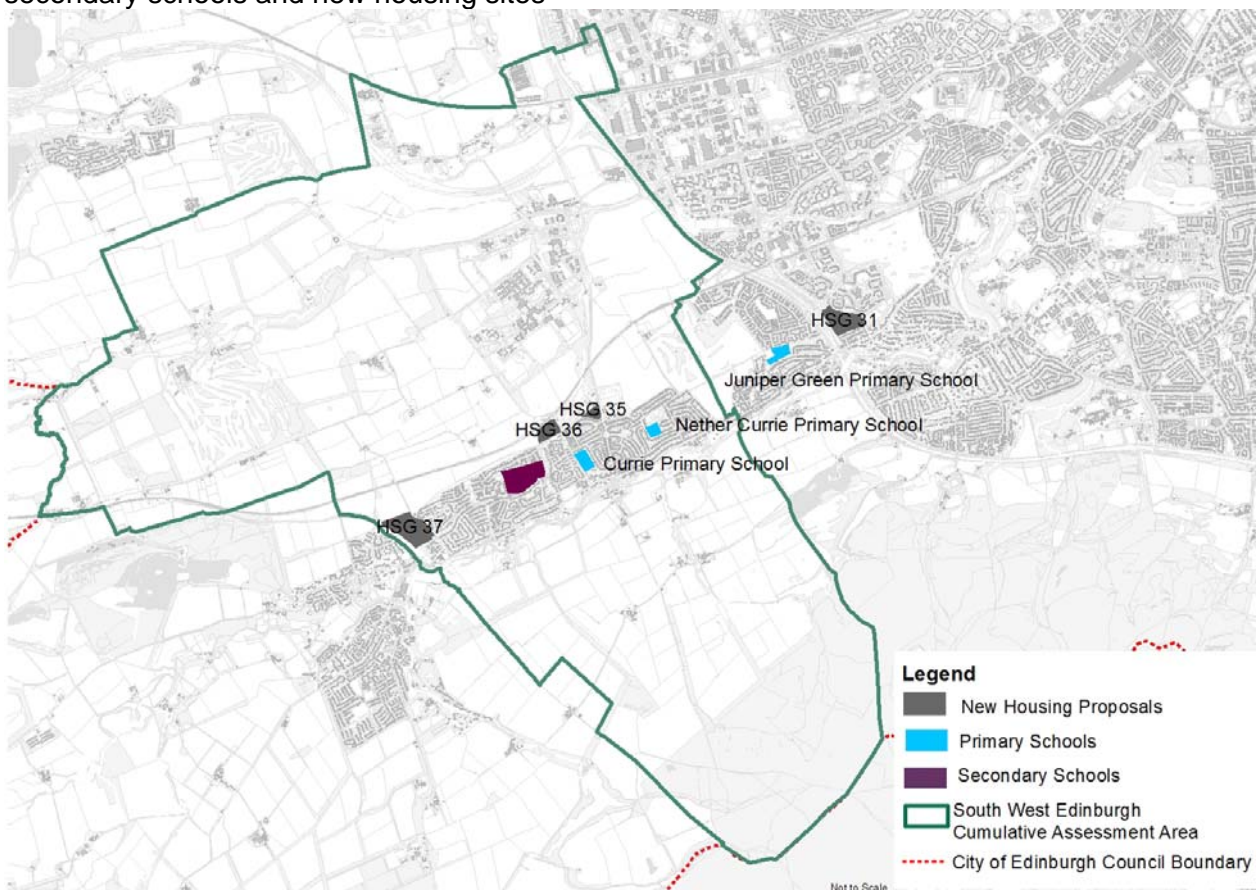 secondary schools and new housing sites
HSG 31
Juniper Green Primary School
HSG 35
Nether Currie Primary School
HSG 36
Currie Primary School
HSG 37
Legend
New Housing Proposals
Primary Schools
Secondary Schools
South West Edinburgh
Cumulative Assessment Area
City of Edinburgh Council Boundary
Not to Scale